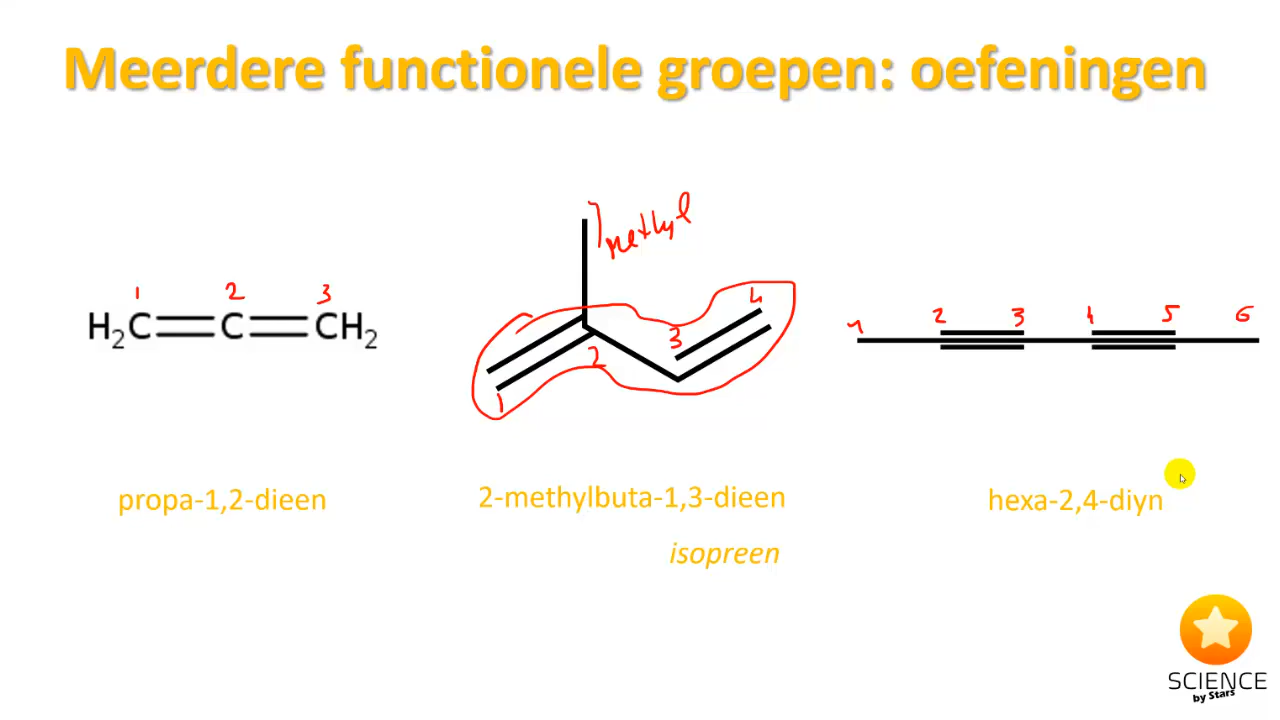 Meerdere functionele groepen: oefeningen
methyl
1 2 3
H₂C=C=CH₂
4
3
2
1
1 2 3 4 5 6
propa-1,2-dieen
2-methylbuta-1,3-dieen
isopreen
hexa-2,4-diyn
SCIENCE
by Stars